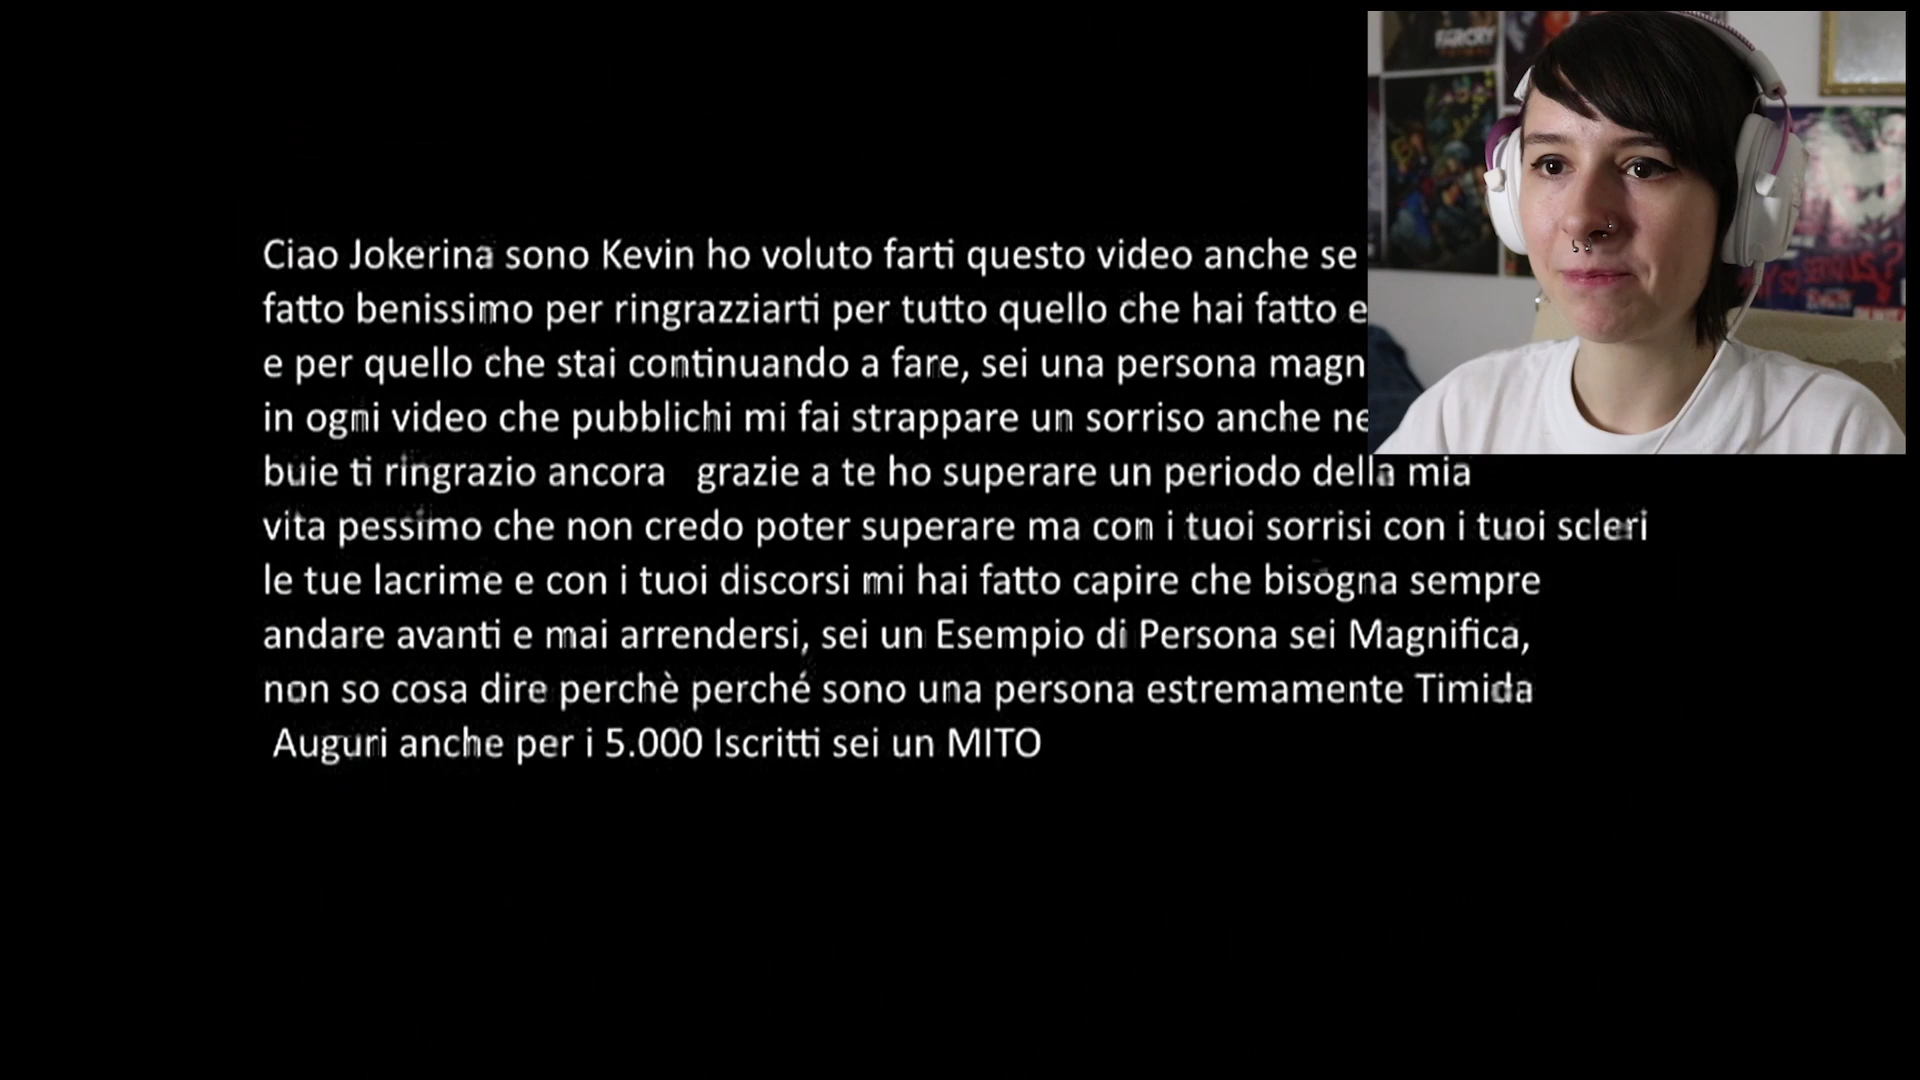 Ciao Jokerina sono Kevin ho voluto farti questo video anche se
fatto benissimo per ringrazziarti per tutto quello che hai fatto e
e per quello che stai continuando a fare, sei una persona
in ogni video che pubblichi mi fai strappare un sorriso anche
buie ti ringrazio ancora grazie a te ho superare un periodo della mia
vita pessimo che non credo poter superare ma con i tuoi sorrisi con i tuoi scleri
le tue lacrime e con i tuoi discorsi mi hai fatto capire che bisogna sempre
andare avanti e mai arrendersi, sei un Esempio di Persona sei Magnifica,
non so cosa dire perchè perché sono una persona estremamente Timida
Auguri anche per i 5.000 Iscritti sei un MITO
FARCRY
SERIOUS?